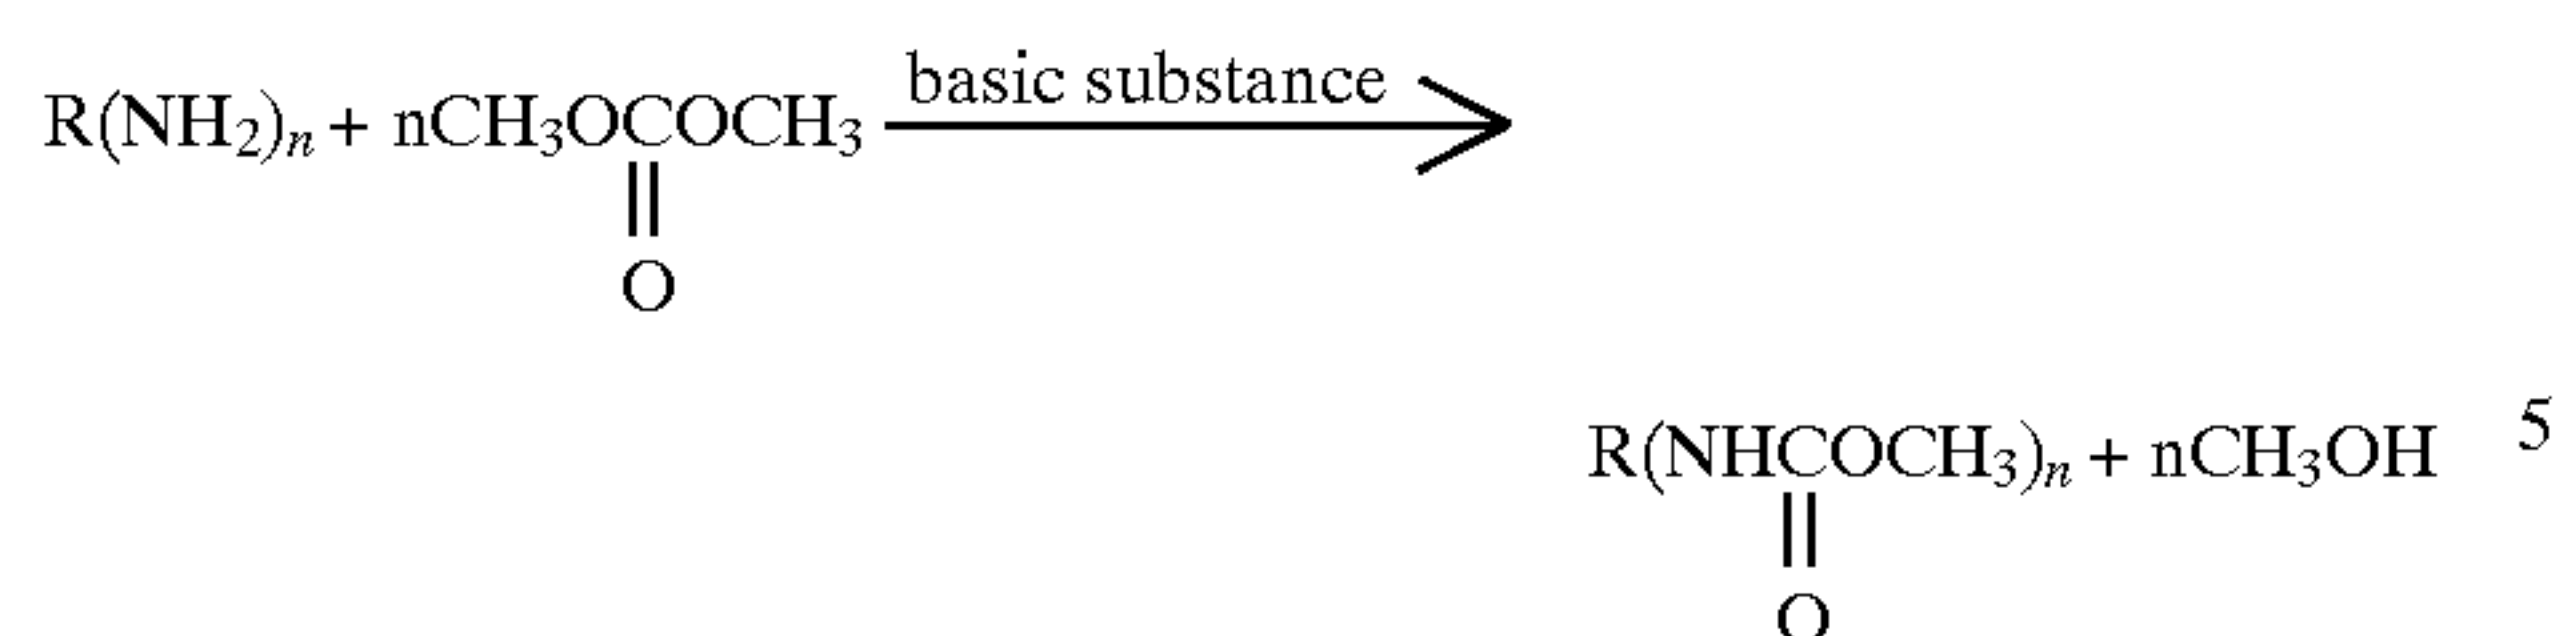 basic substance
R(NH₂)ₙ + nCH₃OCOCH₃
O
R(NHCOCH₃)ₙ + nCH₃OH 5
O